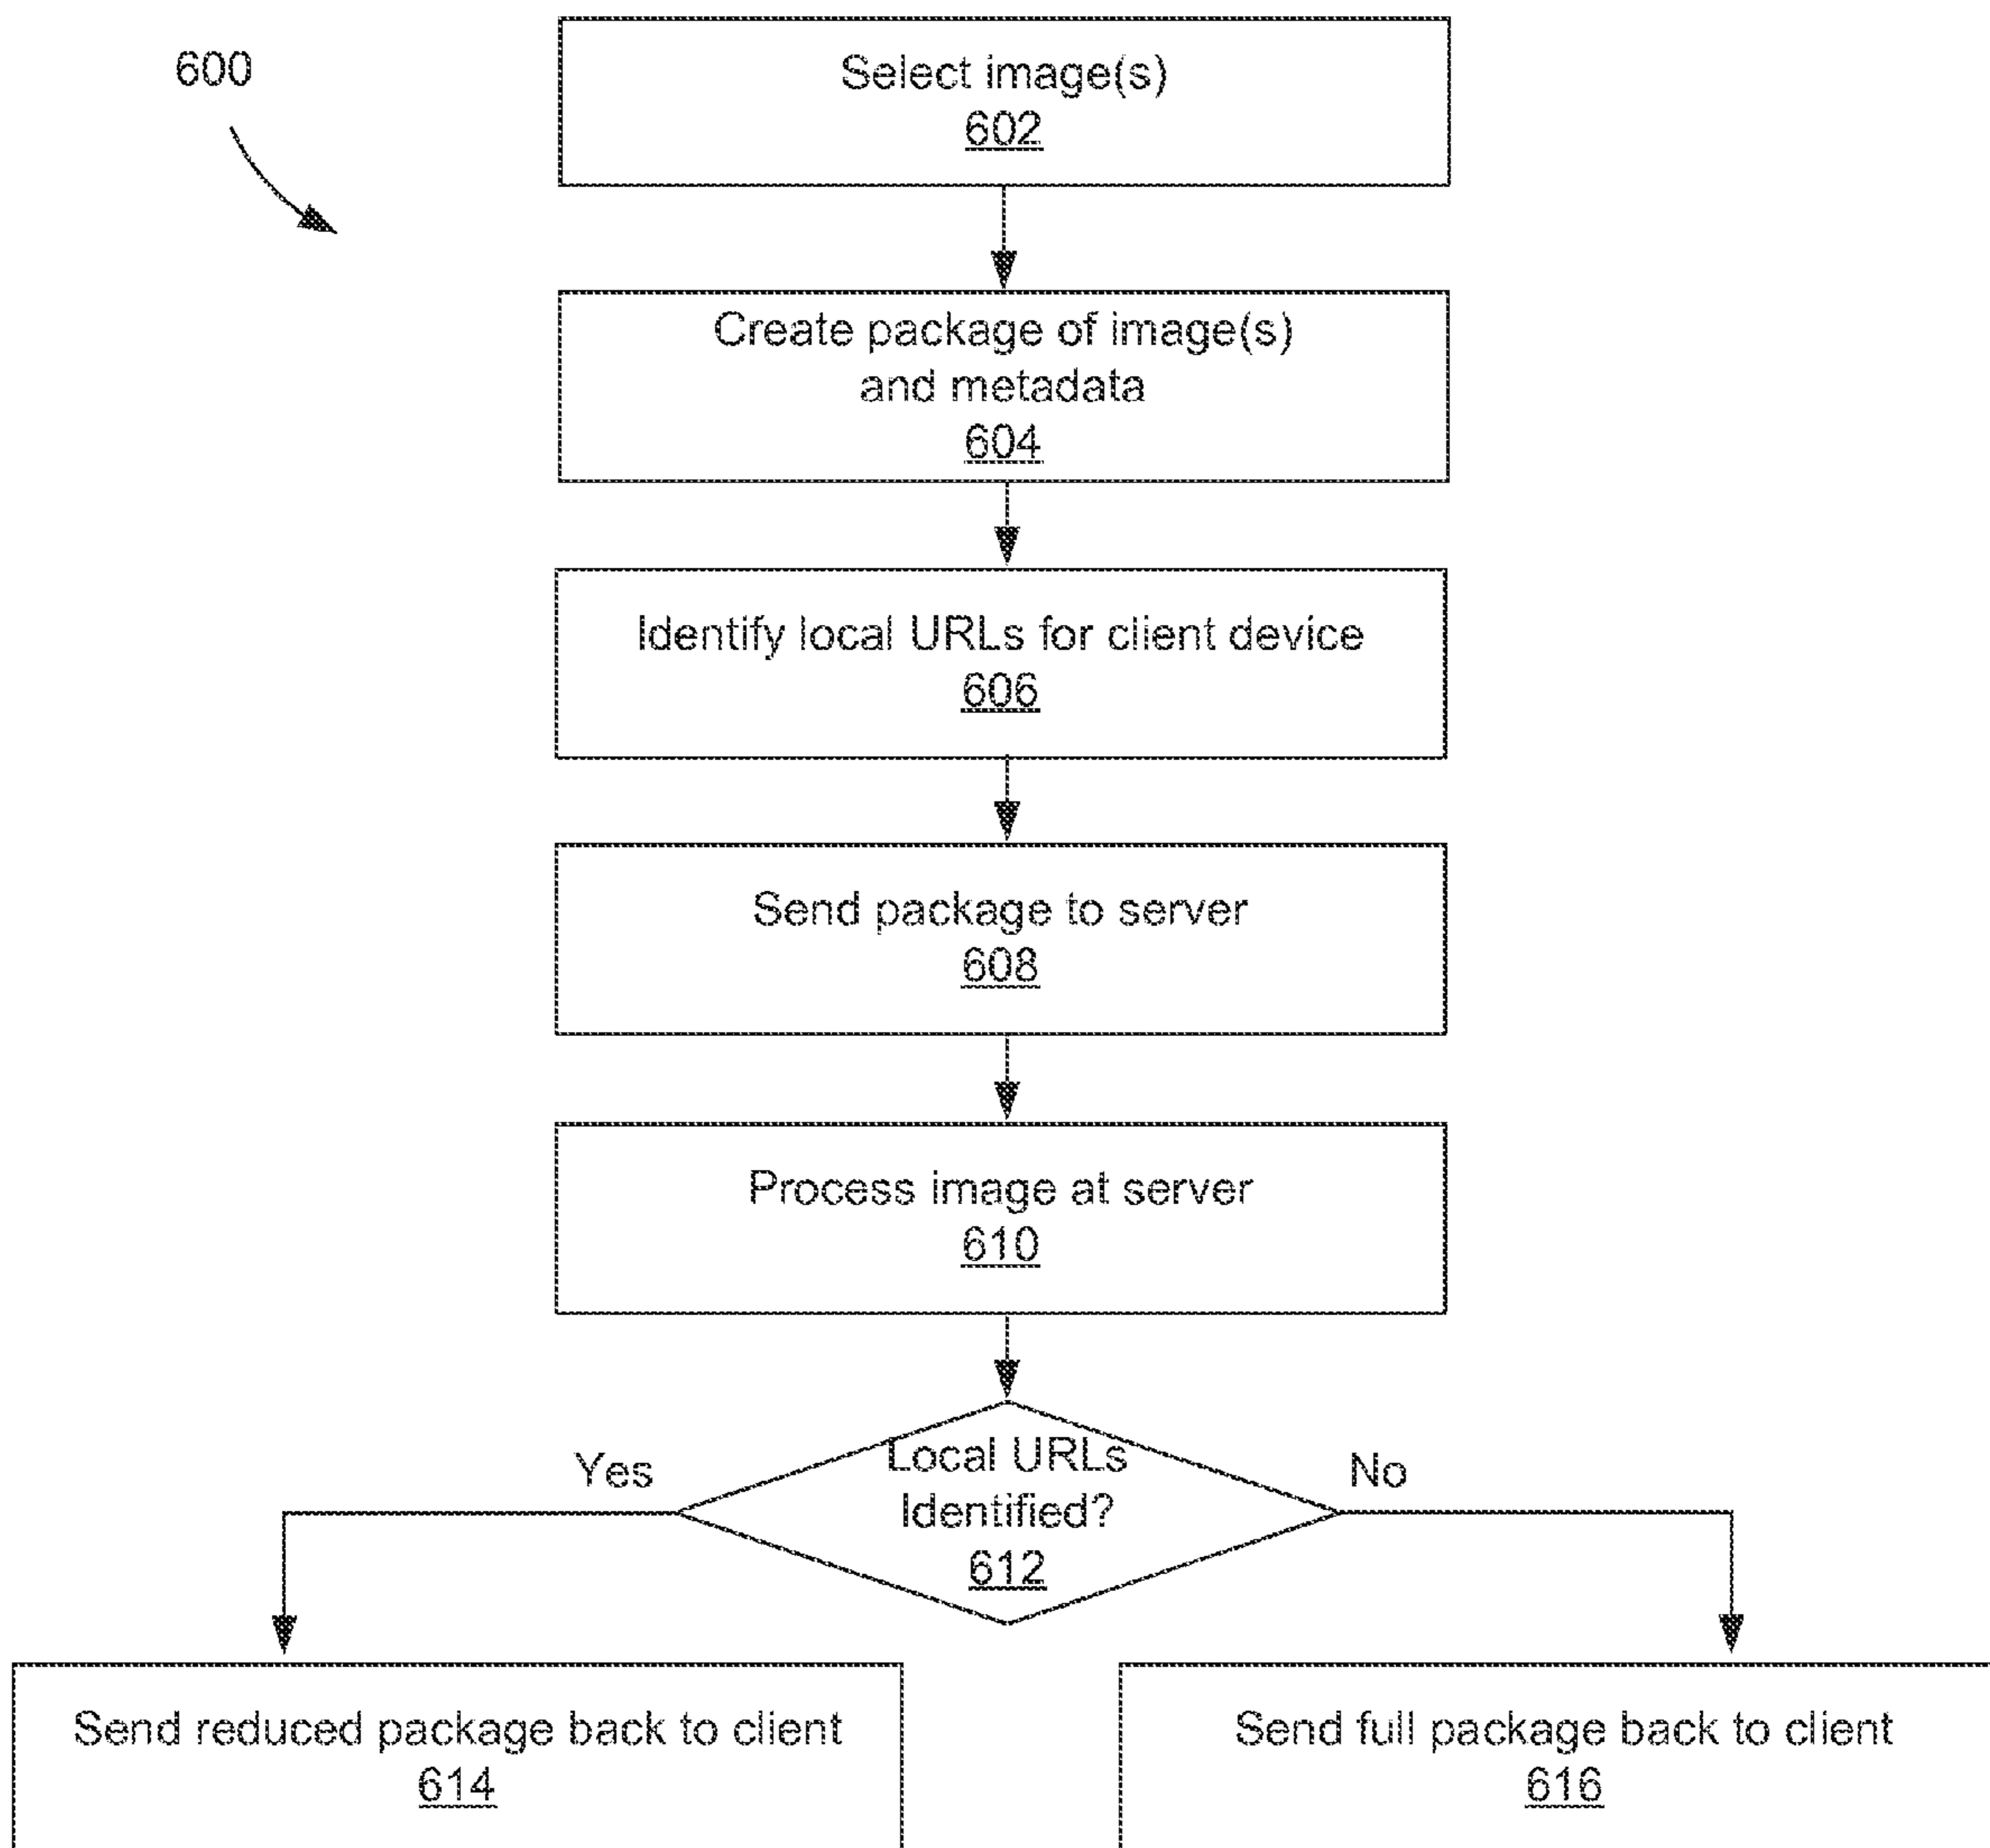 600
Select image(s)
602
Create package of image(s)
and metadata
604
Identify local URLs for client device
606
Send package to server
608
Process image at server
610
Yes
Local URLs
Identified?
612
No
Send reduced package back to client
614
Send full package back to client
616